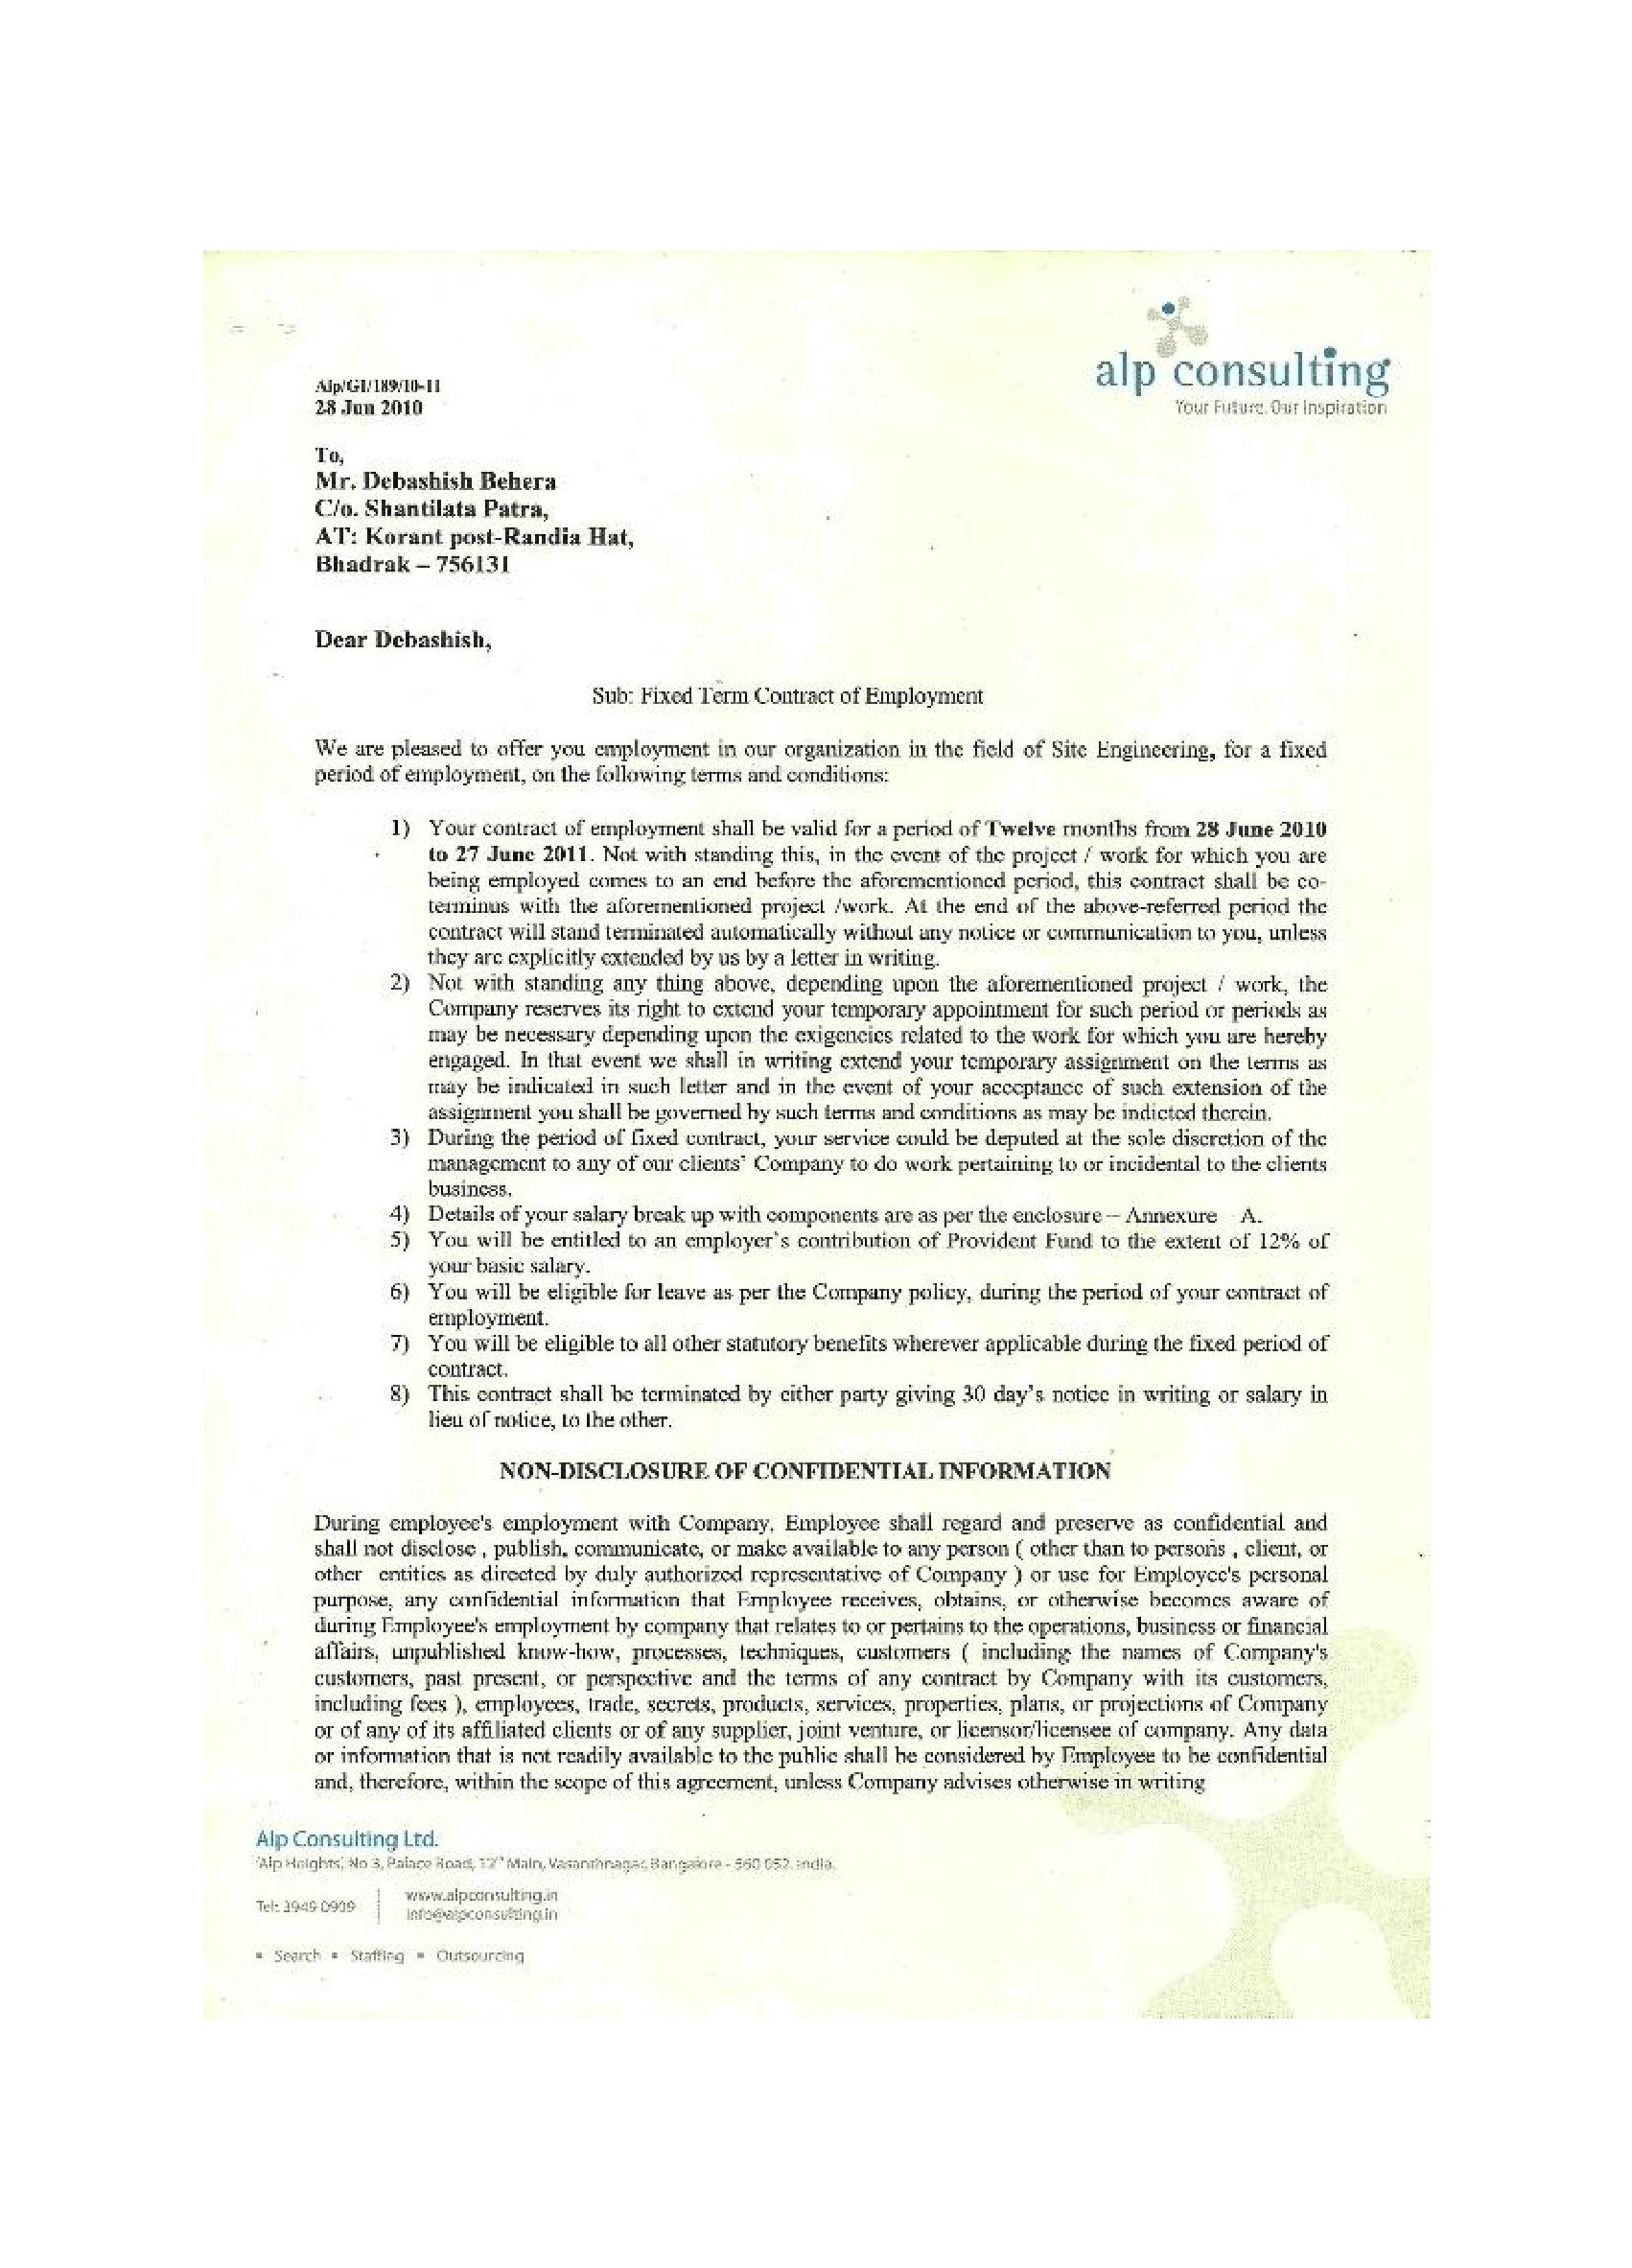 alp consulting
Your Future. Our Inspiration
Alp/GI/189/10-11
28 Jun 2010
To,
Mr. Debashish Behera
C/o. Shantilata Patra,
AT: Korant post-Randia Hat,
Bhadrak – 756131
Dear Debashish,
Sub: Fixed Term Contract of Employment
We are pleased to offer you employment in our organization in the field of Site Engineering, for a fixed
period of employment, on the following terms and conditions:
1) Your contract of employment shall be valid for a period of Twelve months from 28 June 2010
to 27 June 2011. Not with standing this, in the event of the project / work for which you are
being employed comes to an end before the aforementioned period, this contract shall be co-
terminus with the aforementioned project /work. At the end of the above-referred period the
contract will stand terminated automatically without any notice or communication to you, unless
they are explicitly extended by us by a letter in writing.
2) Not with standing any thing above, depending upon the aforementioned project / work, the
Company reserves its right to extend your temporary appointment for such period or periods as
may be necessary depending upon the exigencies related to the work for which you are hereby
engaged. In that event we shall in writing extend your temporary assignment on the terms as
may be indicated in such letter and in the event of your acceptance of such extension of the
assignment you shall be governed by such terms and conditions as may be indicted therein.
3) During the period of fixed contract, your service could be deputed at the sole discretion of the
management to any of our clients' Company to do work pertaining to or incidental to the clients
business.
4) Details of your salary break up with components are as per the enclosure – Annexure A.
5) You will be entitled to an employer's contribution of Provident Fund to the extent of 12% of
your basic salary.
6) You will be eligible for leave as per the Company policy, during the period of your contract of
employment.
7) You will be eligible to all other statutory benefits wherever applicable during the fixed period of
contract.
8) This contract shall be terminated by either party giving 30 day's notice in writing or salary in
lieu of notice, to the other.
NON-DISCLOSURE OF CONFIDENTIAL INFORMATION
During employee's employment with Company, Employee shall regard and preserve as confidential and
shall not disclose , publish, communicate, or make available to any person ( other than to persons , client, or
other entities as directed by duly authorized representative of Company ) or use for Employee's personal
purpose, any confidential information that Employee receives, obtains, or otherwise becomes aware of
during Employee's employment by company that relates to or pertains to the operations, business or financial
affairs, unpublished know-how, processes, techniques, customers ( including the names of Company's
customers, past present, or perspective and the terms of any contract by Company with its customers,
including fees ), employees, trade, secrets, products, services, properties, plans, or projections of Company
or of any of its affiliated clients or of any supplier, joint venture, or licensor/licensee of company. Any data
or information that is not readily available to the public shall be considered by Employee to be confidential
and, therefore, within the scope of this agreement, unless Company advises otherwise in writing
Alp Consulting Ltd.
'Alp Heights', No 3, Palace Road, 12th Main, Vasanthnagar, Bangalore - 560 052. India.
Tel: 3949 0909
www.alpconsulting.in
info@alpconsulting.in
▪ Search ▪ Staffing ▪ Outsourcing